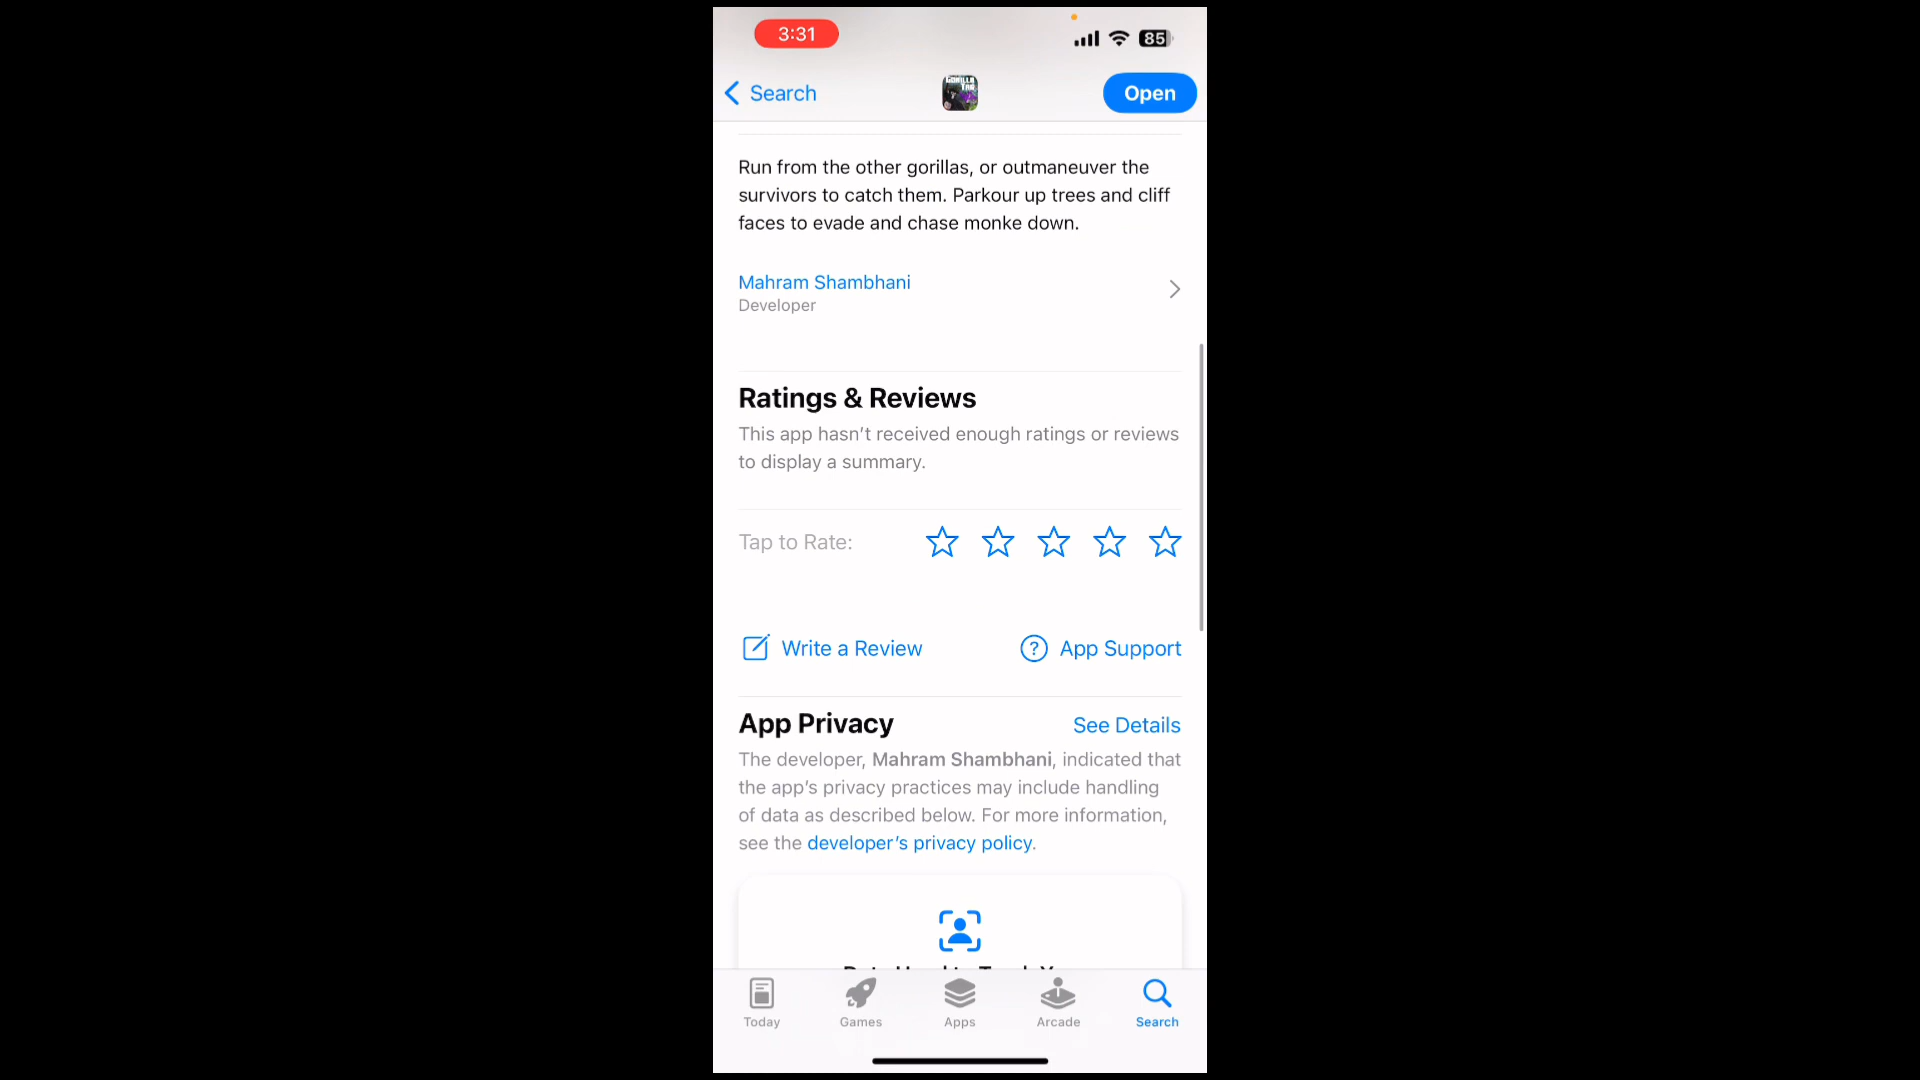 3:31
85
Search
Open
Run from the other gorillas, or outmaneuver the
survivors to catch them. Parkour up trees and cliff
faces to evade and chase monke down.
Mahram Shambhani
Developer
Ratings & Reviews
This app hasn't received enough ratings or reviews
to display a summary.
Tap to Rate:
Write a Review
? App Support
App Privacy
See Details
The developer, Mahram Shambhani, indicated that
the app's privacy practices may include handling
of data as described below. For more information,
see the developer's privacy policy.
Today
Games
Apps
Arcade
Search